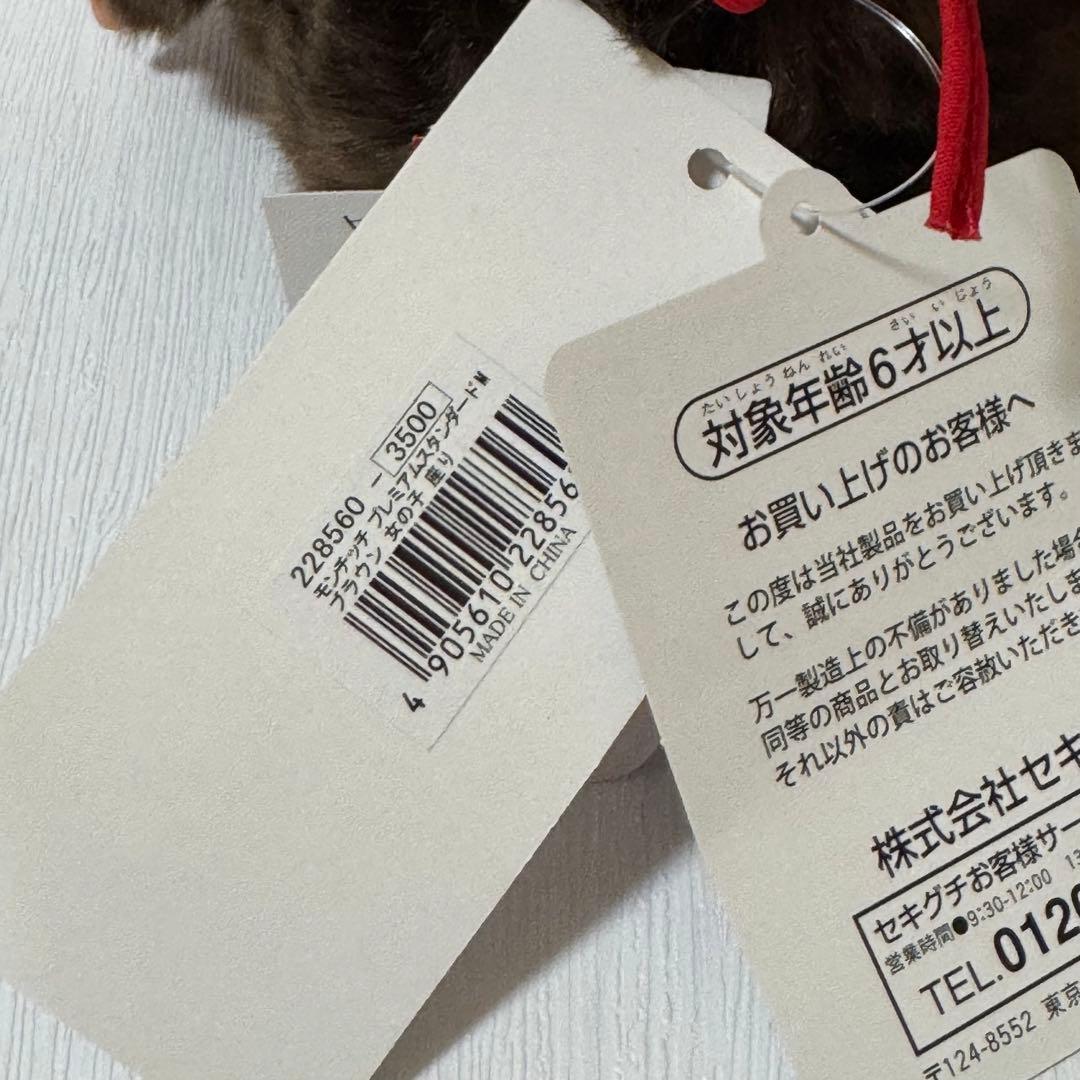 228560 - 3500
モンチッチ プレミアムスタンダードM
ブラウン 女の子 座り
4 905610 22856
MADE IN CHINA
たいしょう ねん れい さい い じょう
対象年齢6才以上
お買い上げのお客様へ
この度は当社製品をお買い上げ頂きま
して、誠にありがとうございます。
万一製造上の不備がありました場合
同等の商品とお取り替えいたしま
それ以外の責はご容赦いただき
株式会社セキ
セキグチお客様サー
営業時間●9:30-12:00 13
TEL.0120
〒124-8552 東京